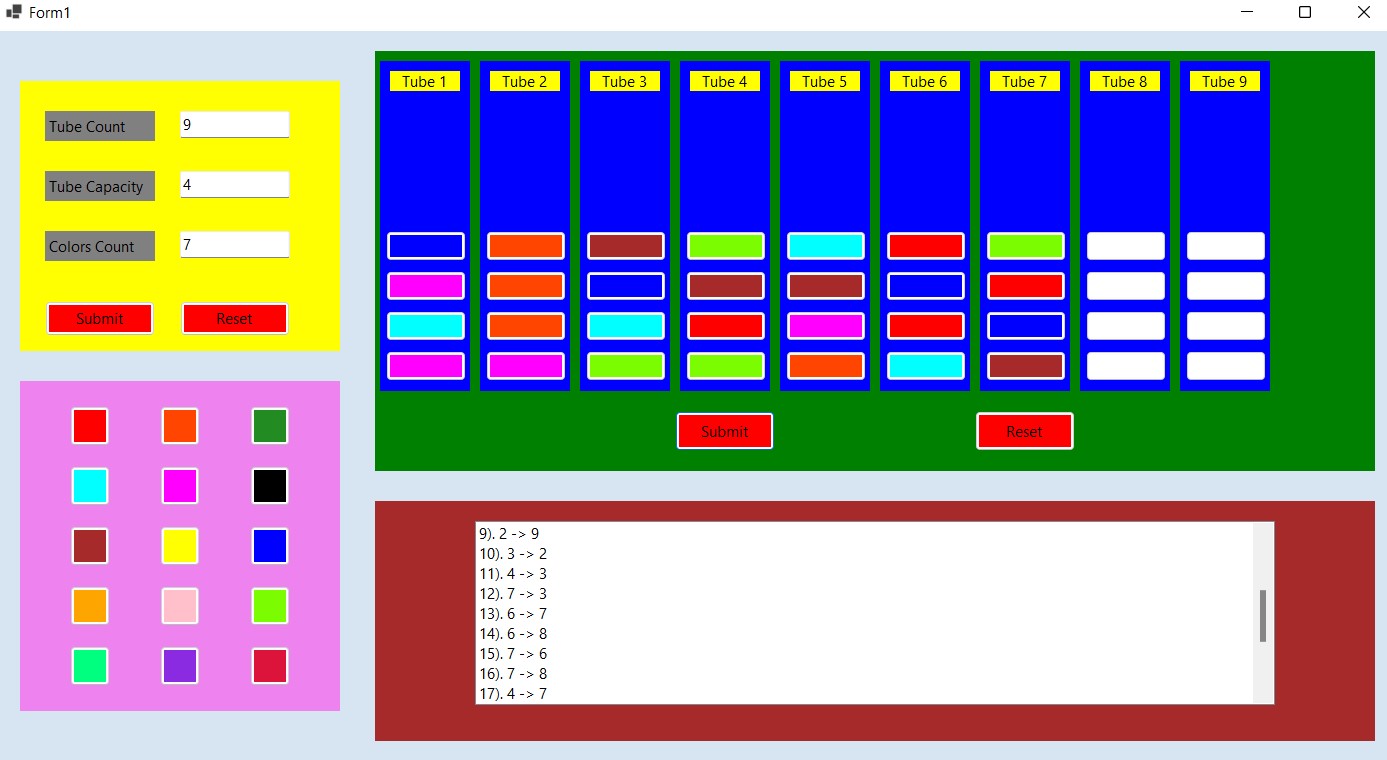 Form1
Tube Count 9
Tube Capacity 4
Colors Count 7
Submit Reset
Tube 1 Tube 2 Tube 3 Tube 4 Tube 5 Tube 6 Tube 7 Tube 8 Tube 9
Submit Reset
9). 2 -> 9
10). 3 -> 2
11). 4 -> 3
12). 7 -> 3
13). 6 -> 7
14). 6 -> 8
15). 7 -> 6
16). 7 -> 8
17). 4 -> 7